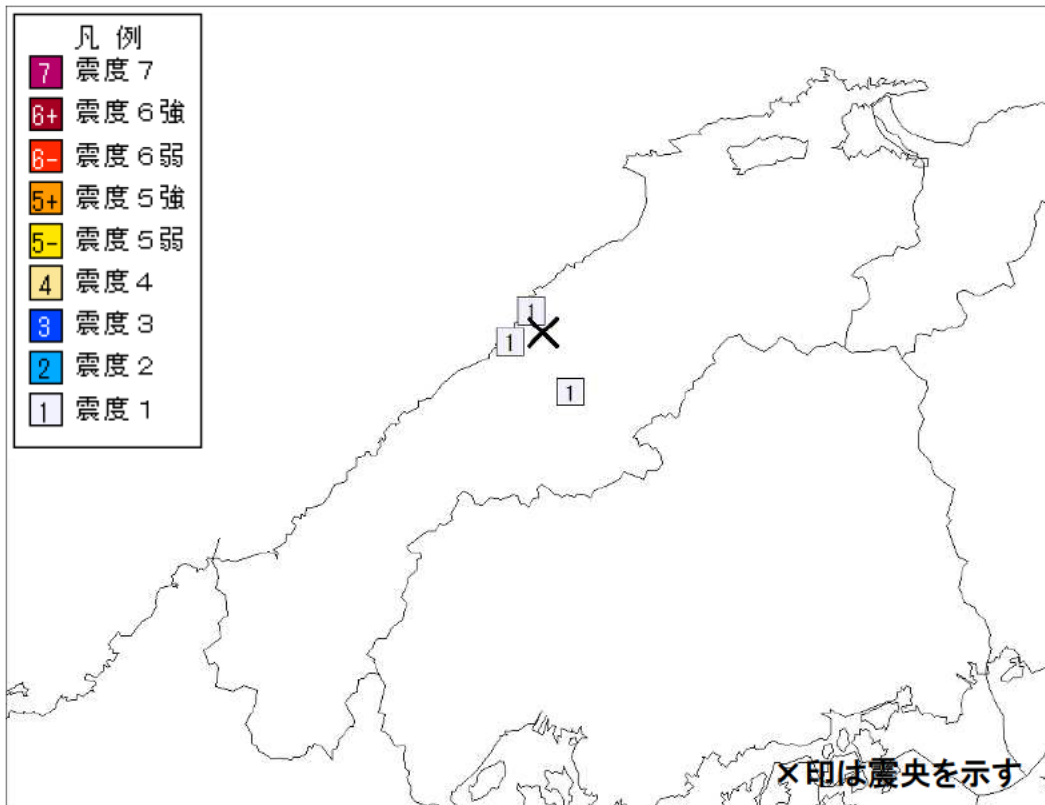 凡 例
7 震度７
6+ 震度６強
6- 震度６弱
5+ 震度５強
5- 震度５弱
4 震度４
3 震度３
2 震度２
1 震度１
1
1
1
×印は震央を示す